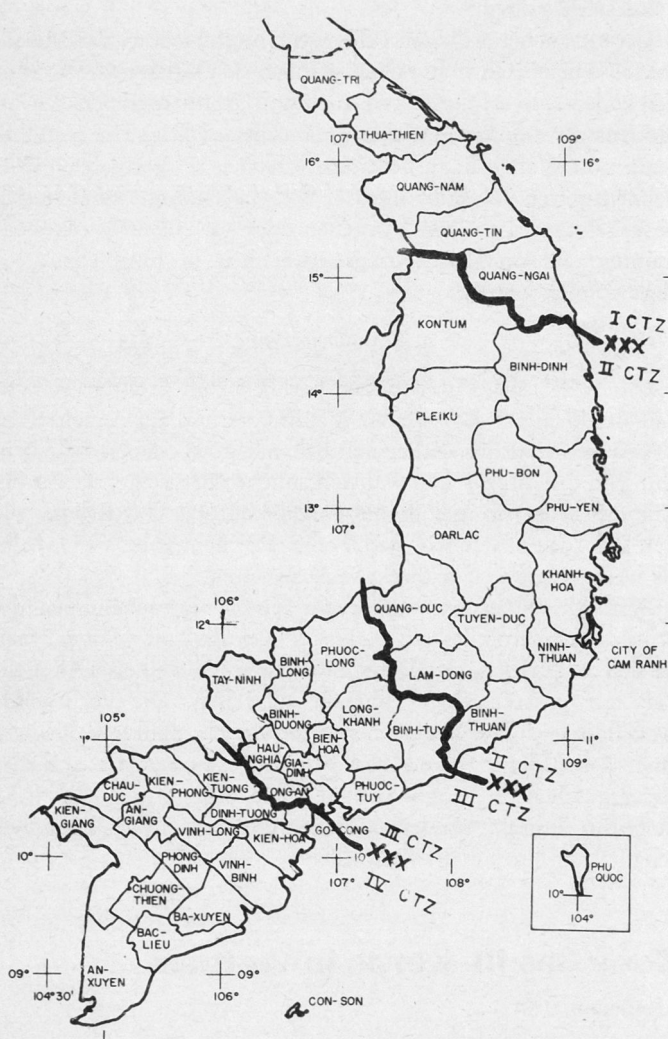 QUANG-TRI
THUA-THIEN
107°
109°
16°
16°
QUANG-NAM
QUANG-TIN
15°
QUANG-NGAI
KONTUM
I CTZ
XXX
II CTZ
BINH-DINH
14°
PLEIKU
PHU-BON
13°
PHU-YEN
107°
DARLAC
KHANH-
HOA
106°
12°
QUANG-DUC
TUYEN-DUC
PHUOC-
LONG
BINH-
LONG
NINH-
THUAN
CITY OF
CAM RANH
TAY-NINH
LAM-DONG
LONG-
KHANH
BINH-
THUAN
BINH-
DUONG
BINH-TUY
105°
11°
BIEN-
HOA
11°
109°
HAU-
NGHIA
GIA-
DINH
II CTZ
XXX
III CTZ
CHAU-
DUC
KIEN-
PHONG
KIEN-
TUONG
LONG-AN
PHUOC-
TUY
KIEN-
GIANG
AN-
GIANG
DINH-TUONG
VINH-LONG
KIEN-HOA
GO-CONG
III CTZ
XXX
IV CTZ
10°
10
107°
108°
PHONG-
DINH
VINH-
BINH
PHU
QUOC
10°
104°
CHUONG-
THIEN
BA-XUYEN
BAC-
LIEU
AN-
XUYEN
09°
09°
104°30'
106°
CON-SON